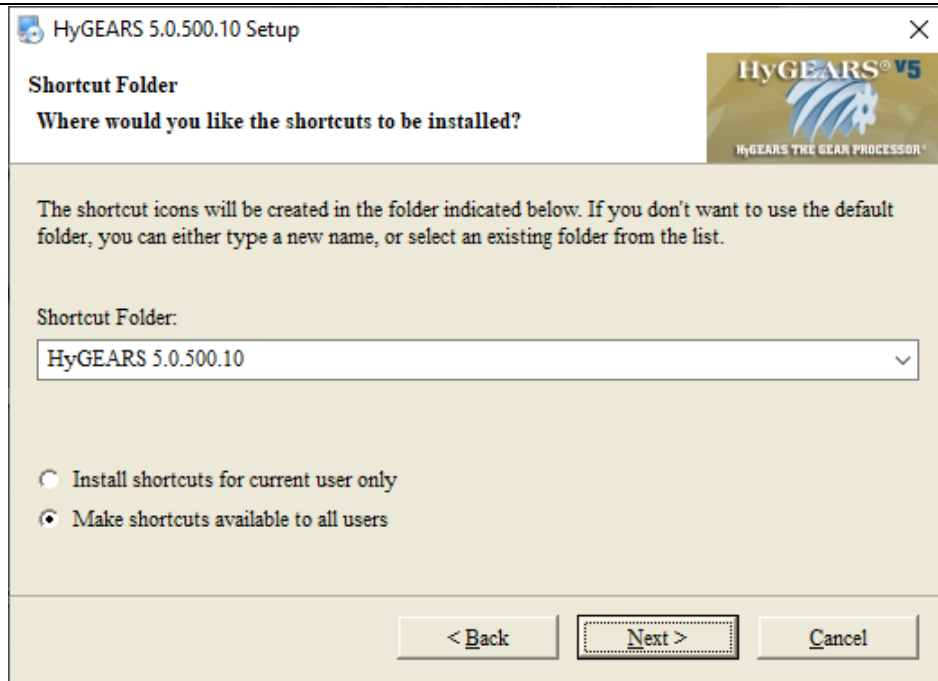 HyGEARS 5.0.500.10 Setup
Shortcut Folder
Where would you like the shortcuts to be installed?
HyGEARS® V5
HyGEARS THE GEAR PROCESSOR®
The shortcut icons will be created in the folder indicated below. If you don't want to use the default
folder, you can either type a new name, or select an existing folder from the list.
Shortcut Folder:
HyGEARS 5.0.500.10
Install shortcuts for current user only
Make shortcuts available to all users
< Back
Next >
Cancel